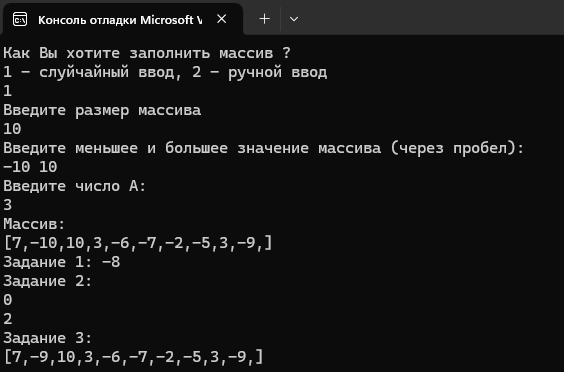 Консоль отладки Microsoft V
Как Вы хотите заполнить массив ?
1 - слуйчайный ввод, 2 - ручной ввод
1
Введите размер массива
10
Введите меньшее и большее значение массива (через пробел):
-10 10
Введите число A:
3
Массив:
[7,-10,10,3,-6,-7,-2,-5,3,-9,]
Задание 1: -8
Задание 2:
0
2
Задание 3:
[7,-9,10,3,-6,-7,-2,-5,3,-9,]